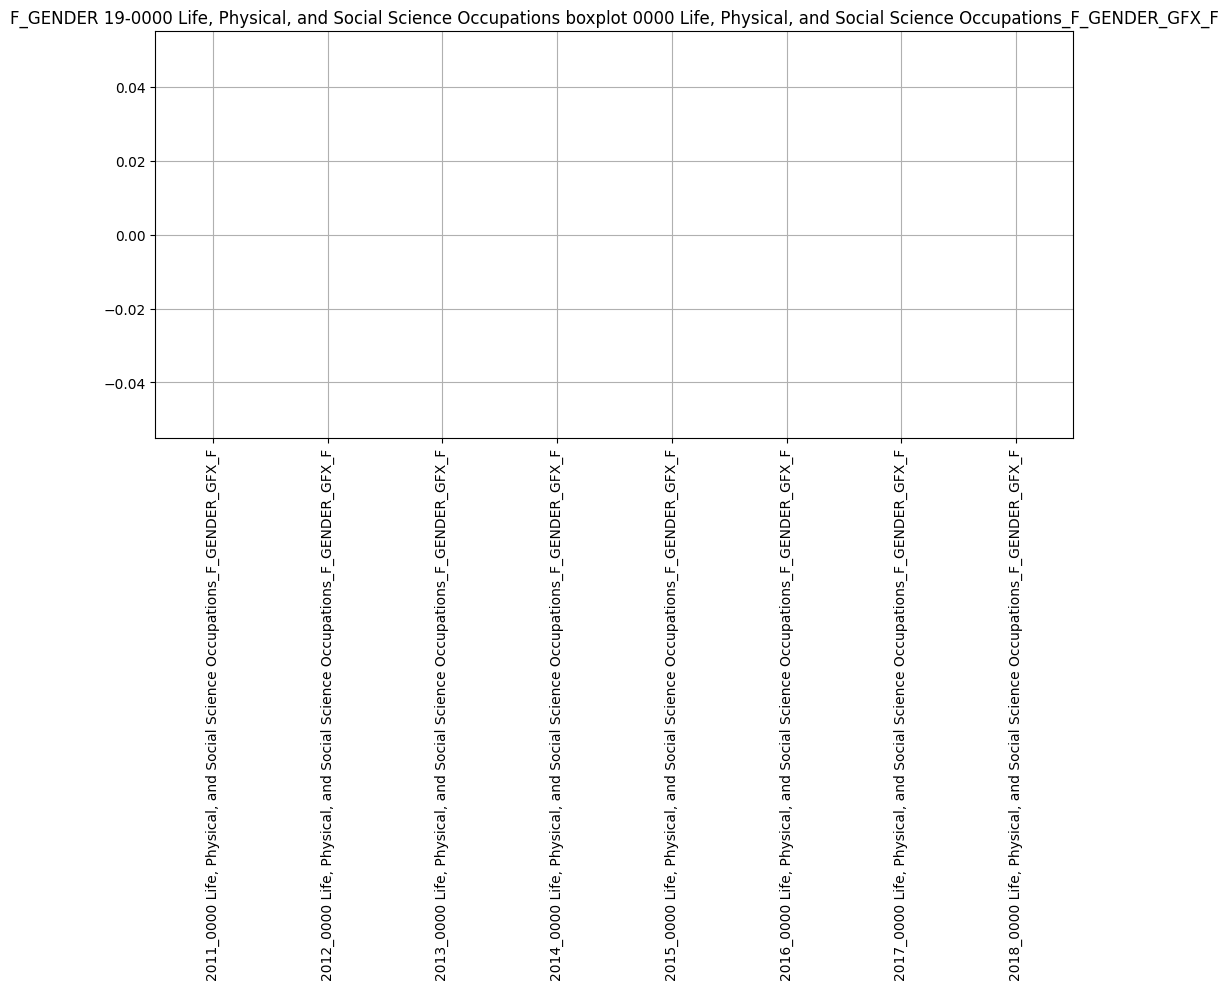 F_GENDER 19-0000 Life, Physical, and Social Science Occupations boxplot 0000 Life, Physical, and Social Science Occupations_F_GENDER_GFX_F
0.04
0.02
0.00
−0.02
−0.04
2011_0000 Life, Physical, and Social Science Occupations_F_GENDER_GFX_F
2012_0000 Life, Physical, and Social Science Occupations_F_GENDER_GFX_F
2013_0000 Life, Physical, and Social Science Occupations_F_GENDER_GFX_F
2014_0000 Life, Physical, and Social Science Occupations_F_GENDER_GFX_F
2015_0000 Life, Physical, and Social Science Occupations_F_GENDER_GFX_F
2016_0000 Life, Physical, and Social Science Occupations_F_GENDER_GFX_F
2017_0000 Life, Physical, and Social Science Occupations_F_GENDER_GFX_F
2018_0000 Life, Physical, and Social Science Occupations_F_GENDER_GFX_F